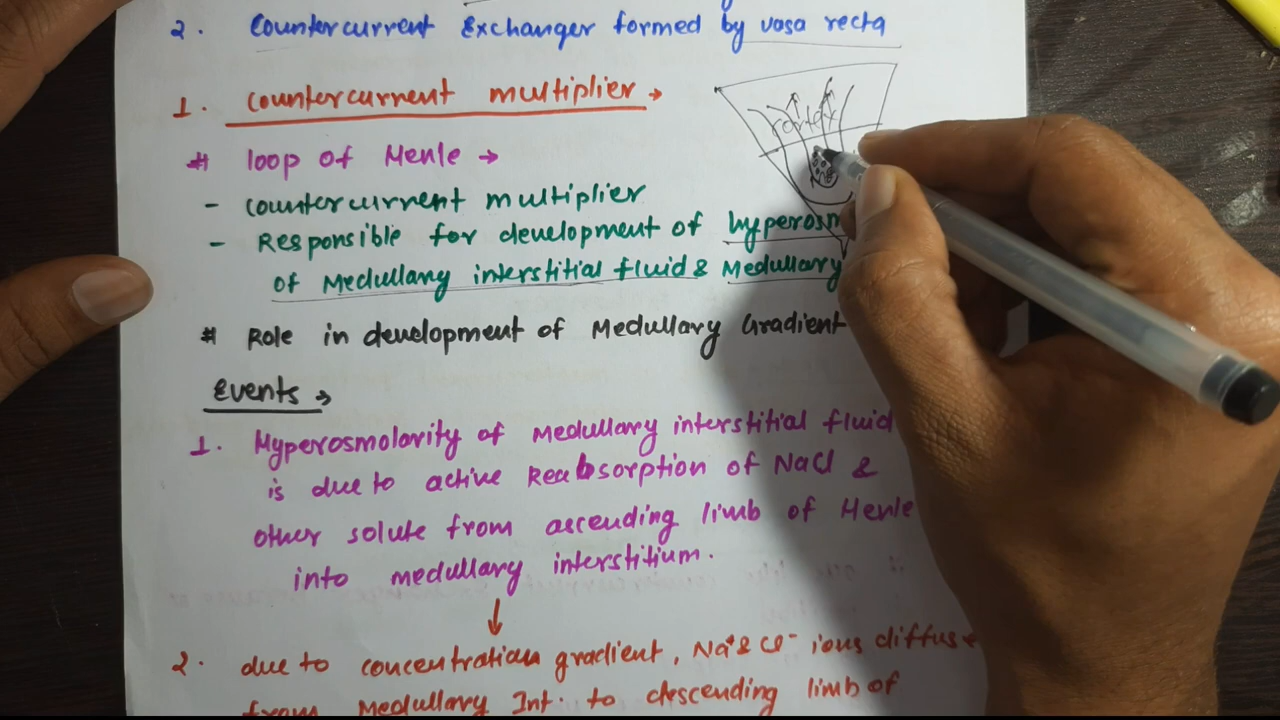 2. Countercurrent Exchanger formed by vasa recta
1. Countercurrent multiplier →
# loop of Henle →
- countercurrent multiplier
- Responsible for development of
of Medullary interstitial fluid & Medullary
# Role in development of Medullary Gradient
Events →
1. Hyperosmolarity of Medullary interstitial fluid
is due to active Reabsorption of NaCl &
other solute from ascending limb of Henle
into medullary interstitium.
↓
2. due to concentration gradient, Na⁺ & Cl⁻ ions diffuse
from Medullary Int. to descending limb of